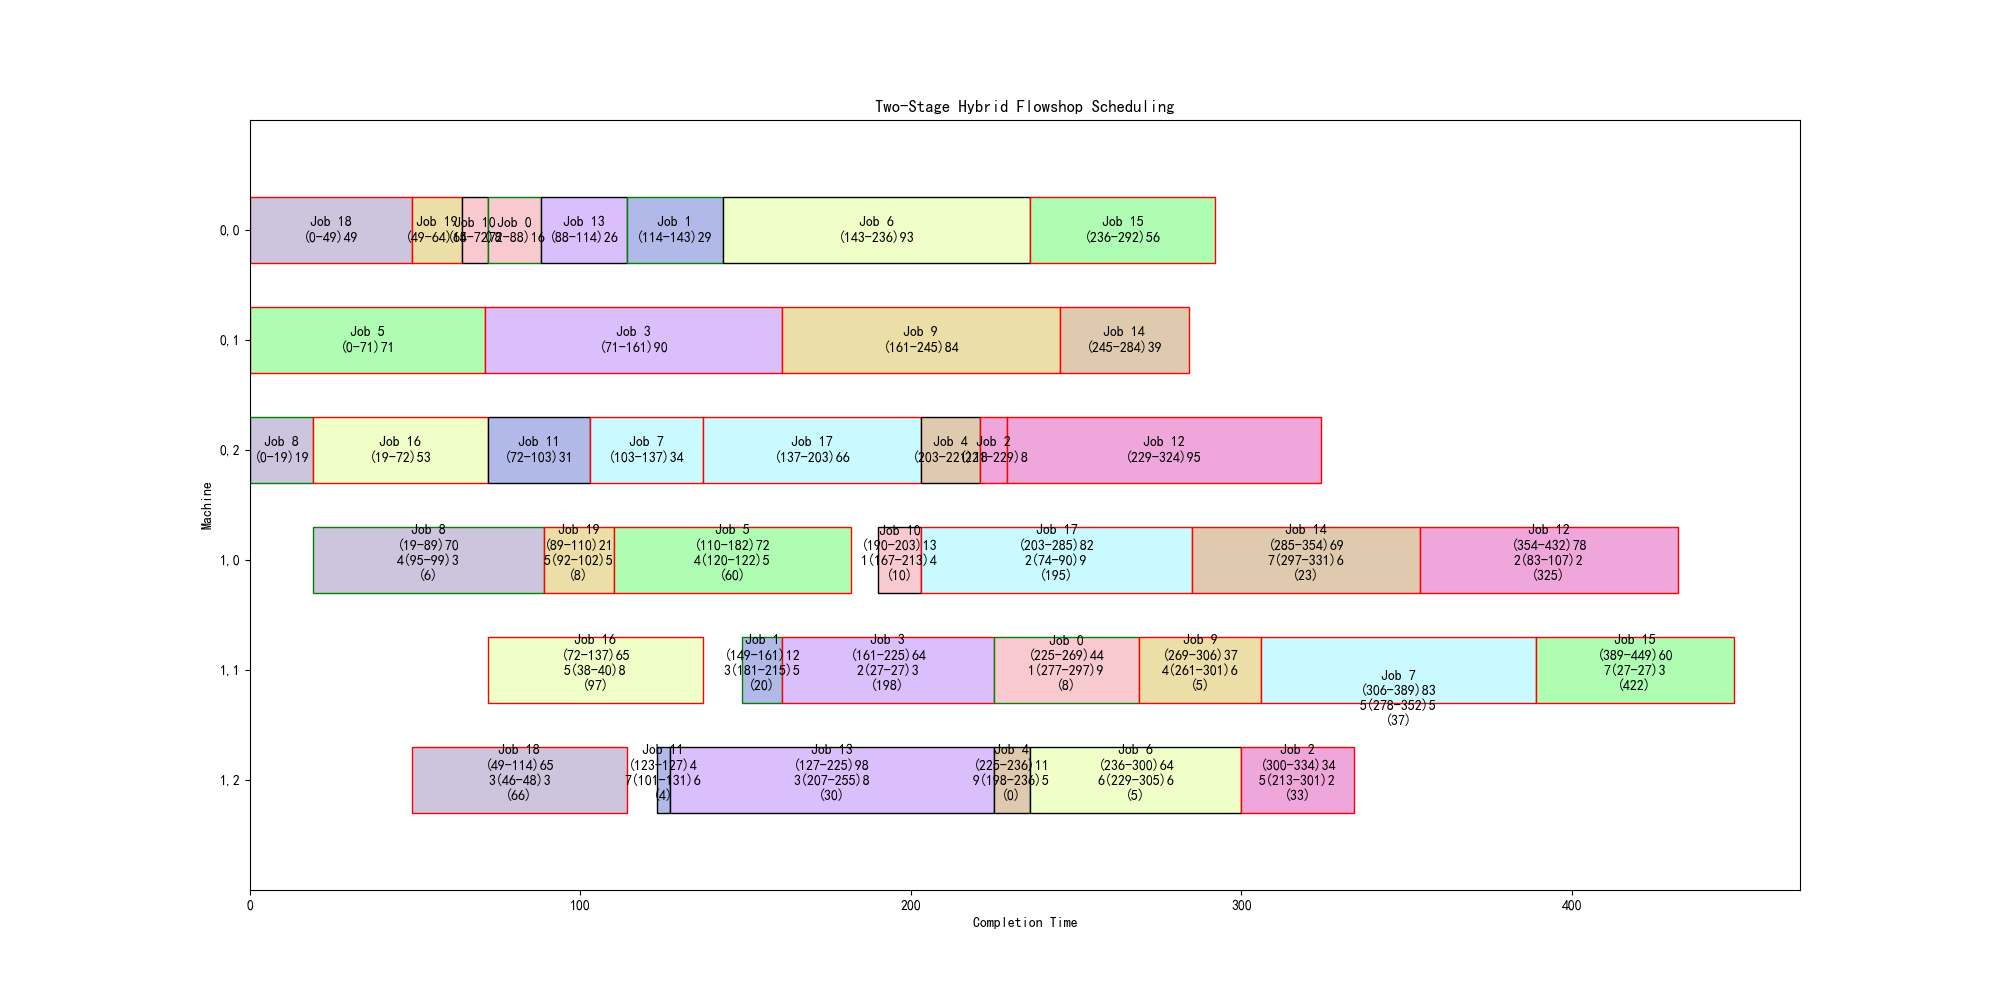 Two-Stage Hybrid Flowshop Scheduling
0,0
Job 18
(0-49)49
Job 19
(49-64)15
Job 10
(64-72)8
Job 0
(72-88)16
Job 13
(88-114)26
Job 1
(114-143)29
Job 6
(143-236)93
Job 15
(236-292)56
0,1
Job 5
(0-71)71
Job 3
(71-161)90
Job 9
(161-245)84
Job 14
(245-284)39
0,2
Job 8
(0-19)19
Job 16
(19-72)53
Job 11
(72-103)31
Job 7
(103-137)34
Job 17
(137-203)66
Job 4
(203-221)18
Job 2
(221-229)8
Job 12
(229-324)95
1,0
Job 8
(19-89)70
4(95-99)3
(6)
Job 19
(89-110)21
5(92-102)5
(8)
Job 5
(110-182)72
4(120-122)5
(60)
Job 10
(190-203)13
1(167-213)4
(10)
Job 17
(203-285)82
2(74-90)9
(195)
Job 14
(285-354)69
7(297-331)6
(23)
Job 12
(354-432)78
2(83-107)2
(325)
1,1
Job 16
(72-137)65
5(38-40)8
(97)
Job 1
(149-161)12
3(181-215)5
(20)
Job 3
(161-225)64
2(27-27)3
(198)
Job 0
(225-269)44
1(277-297)9
(8)
Job 9
(269-306)37
4(261-301)6
(5)
Job 7
(306-389)83
5(278-352)5
(37)
Job 15
(389-449)60
7(27-27)3
(422)
1,2
Job 18
(49-114)65
3(46-48)3
(66)
Job 11
(123-127)4
7(101-131)6
(4)
Job 13
(127-225)98
3(207-255)8
(30)
Job 4
(225-236)11
9(198-236)5
(0)
Job 6
(236-300)64
6(229-305)6
(5)
Job 2
(300-334)34
5(213-301)2
(33)
Machine
0
100
200
300
400
Completion Time